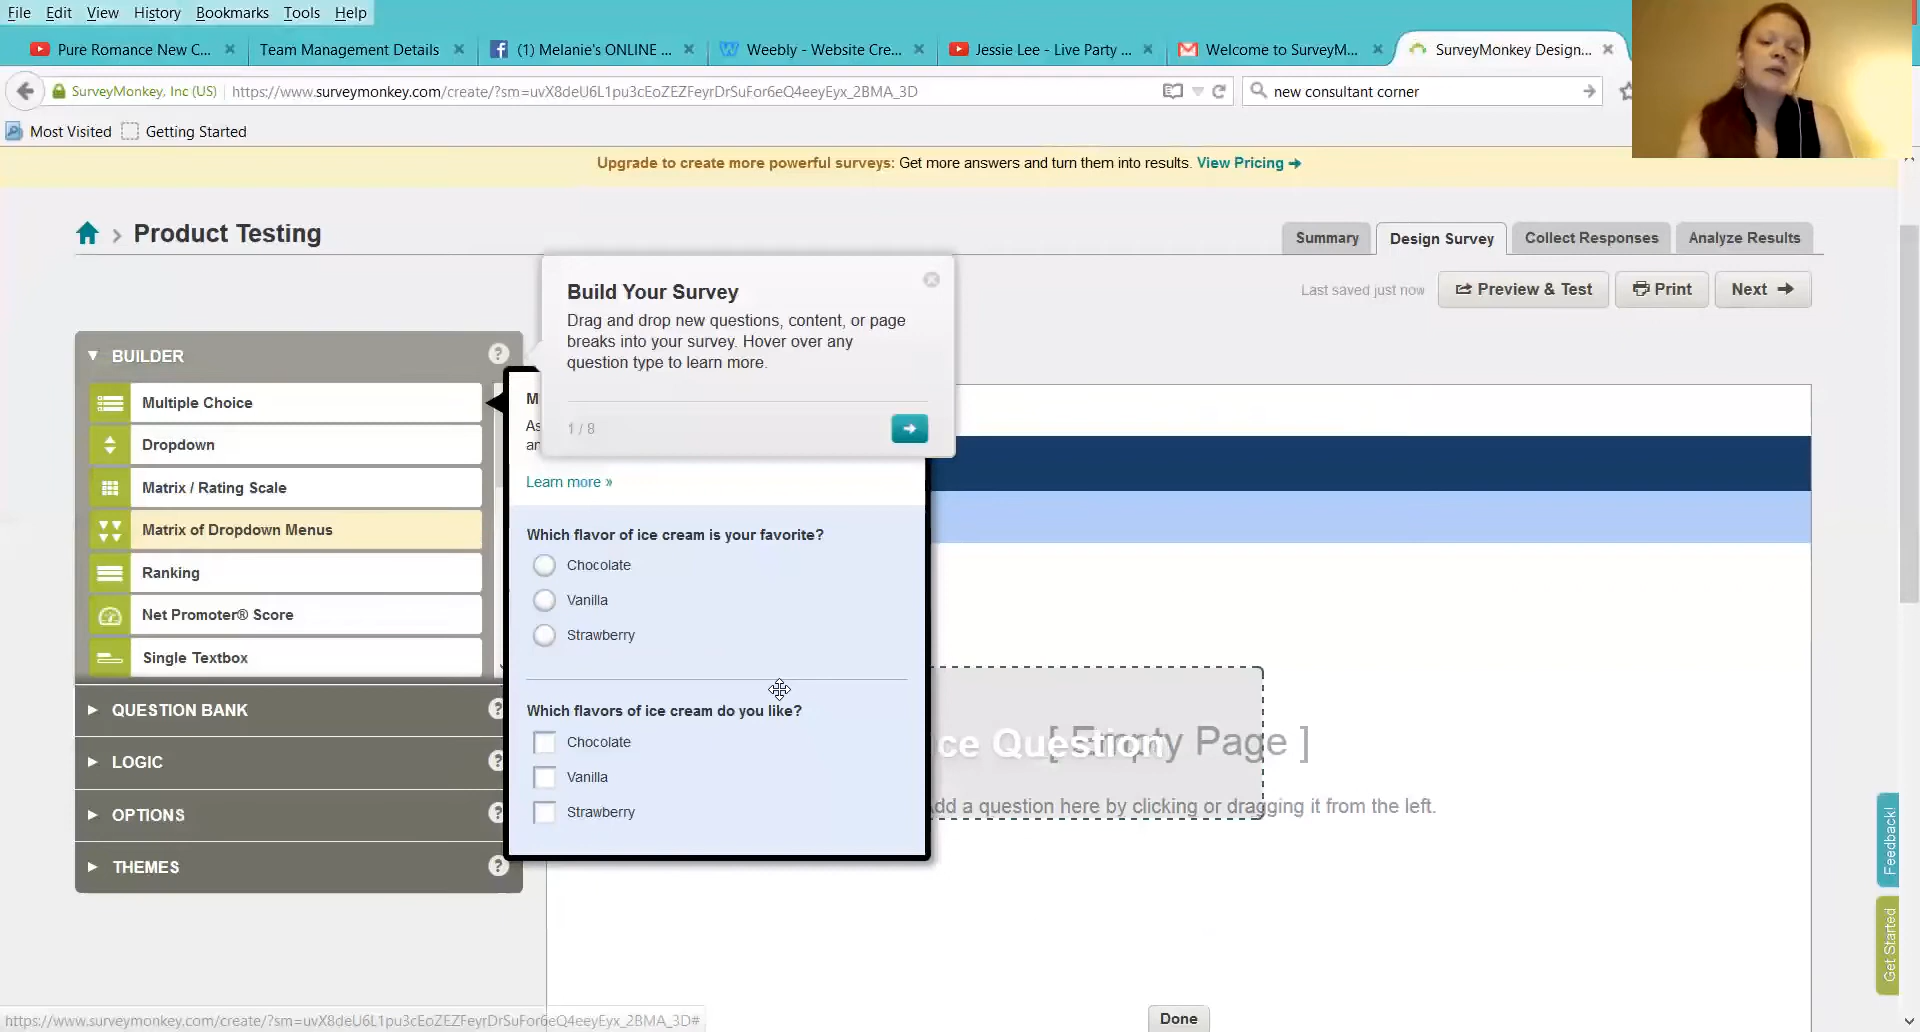 File Edit View History Bookmarks Tools Help
Pure Romance New C... Team Management Details (1) Melanie's ONLINE ... Weebly - Website Cre... Jessie Lee - Live Party ... Welcome to SurveyM... SurveyMonkey Design...
SurveyMonkey, Inc (US) https://www.surveymonkey.com/create/?sm=uvX8deU6L1pu3cEoZEZFeyrDrSuFor6eQ4eeyEyx_2BMA_3D new consultant corner
Most Visited Getting Started
Upgrade to create more powerful surveys: Get more answers and turn them into results. View Pricing
Product Testing
Summary Design Survey Collect Responses Analyze Results
Last saved just now Preview & Test Print Next
BUILDER ?
Multiple Choice
Dropdown
Matrix / Rating Scale
Matrix of Dropdown Menus
Ranking
Net Promoter® Score
Single Textbox
QUESTION BANK ?
LOGIC ?
OPTIONS ?
THEMES ?
Build Your Survey
Drag and drop new questions, content, or page
breaks into your survey. Hover over any
question type to learn more.
1 / 8
M
As
an
Learn more »
Which flavor of ice cream is your favorite?
Chocolate
Vanilla
Strawberry
Which flavors of ice cream do you like?
Chocolate
Vanilla
Strawberry
ce Question
[ Empty Page ]
dd a question here by clicking or dragging it from the left.
Feedback!
Get Started
Done
https://www.surveymonkey.com/create/?sm=uvX8deU6L1pu3cEoZEZFeyrDrSuFor6eQ4eeyEyx_2BMA_3D#